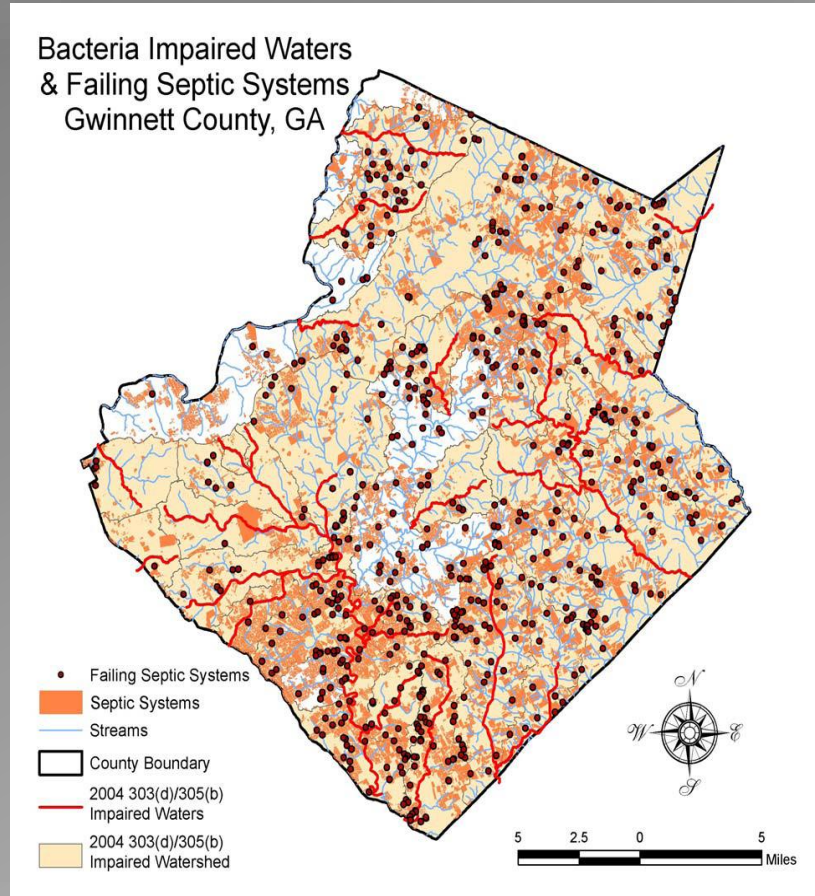 Bacteria Impaired Waters
& Failing Septic Systems
Gwinnett County, GA
Failing Septic Systems
Septic Systems
Streams
County Boundary
2004 303(d)/305(b)
Impaired Waters
2004 303(d)/305(b)
Impaired Watershed
N
W E
S
5 2.5 0 5
Miles